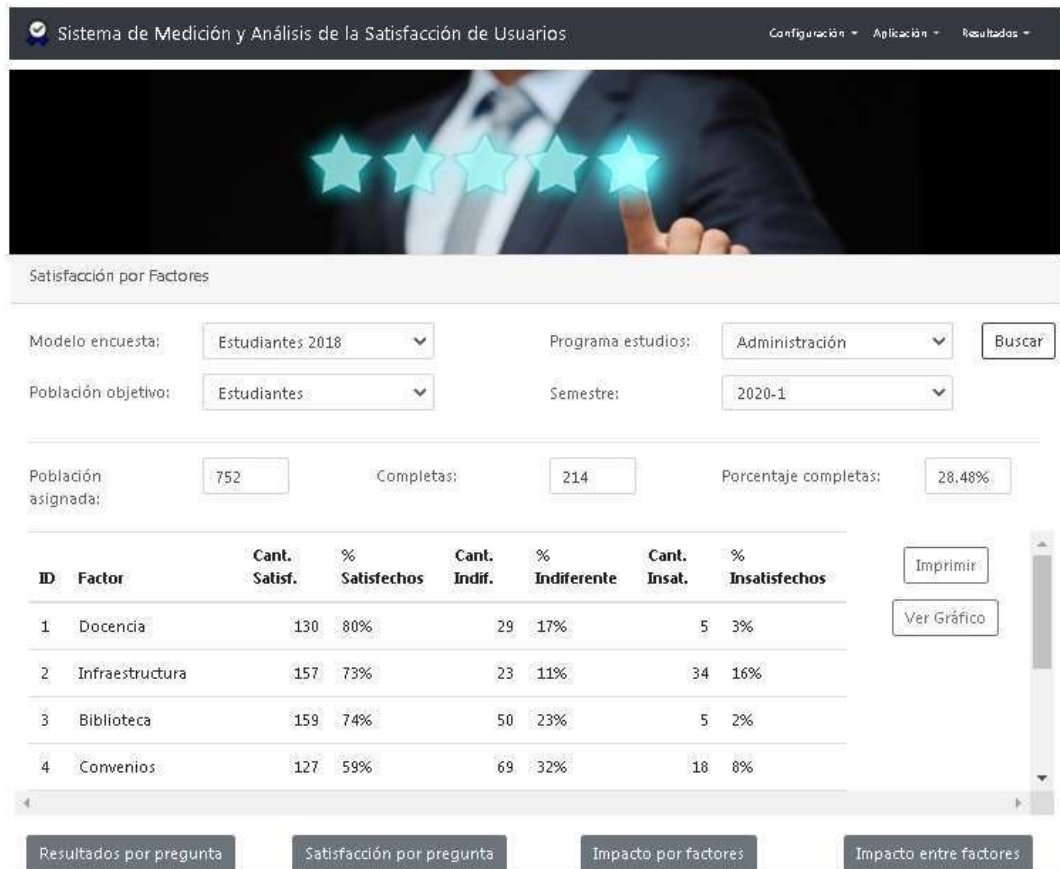 Sistema de Medición y Análisis de la Satisfacción de Usuarios Configuración Aplicación Resultados
Satisfacción por Factores
Modelo encuesta: Estudiantes 2018 Programa estudios: Administración Buscar
Población objetivo: Estudiantes Semestre: 2020-1
Población asignada: 752 Completas: 214 Porcentaje completas: 28.48%
ID Factor Cant. Satisf. % Satisfechos Cant. Indif. % Indiferente Cant. Insat. % Insatisfechos
Imprimir
1 Docencia 130 80% 29 17% 5 3%
Ver Gráfico
2 Infraestructura 157 73% 23 11% 34 16%
3 Biblioteca 159 74% 50 23% 5 2%
4 Convenios 127 59% 69 32% 18 8%
Resultados por pregunta Satisfacción por pregunta Impacto por factores Impacto entre factores